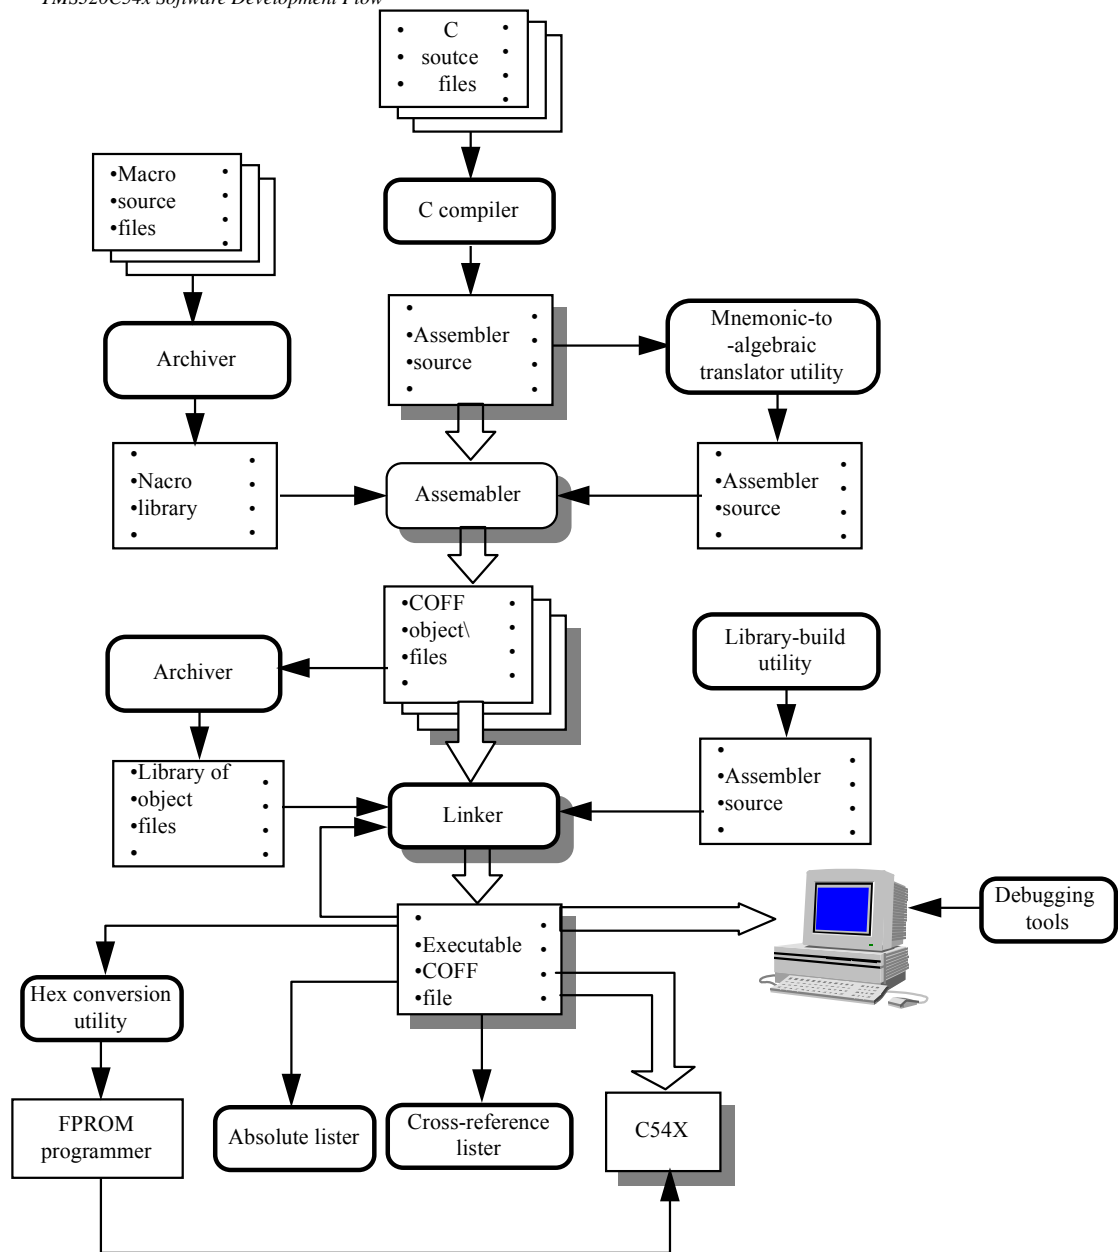 TMS320C54x Software Development Flow
• C
• soutce
• files
•Macro
•source
•files
C compiler
•Assembler
•source
Mnemonic-to
-algebraic
translator utility
Archiver
•Nacro
•library
Assemabler
•Assembler
•source
•COFF
•object\
•files
Library-build
utility
Archiver
•Library of
•object
•files
Linker
•Assembler
•source
•Executable
•COFF
•file
Debugging
tools
Hex conversion
utility
FPROM
programmer
Absolute lister
Cross-reference
lister
C54X